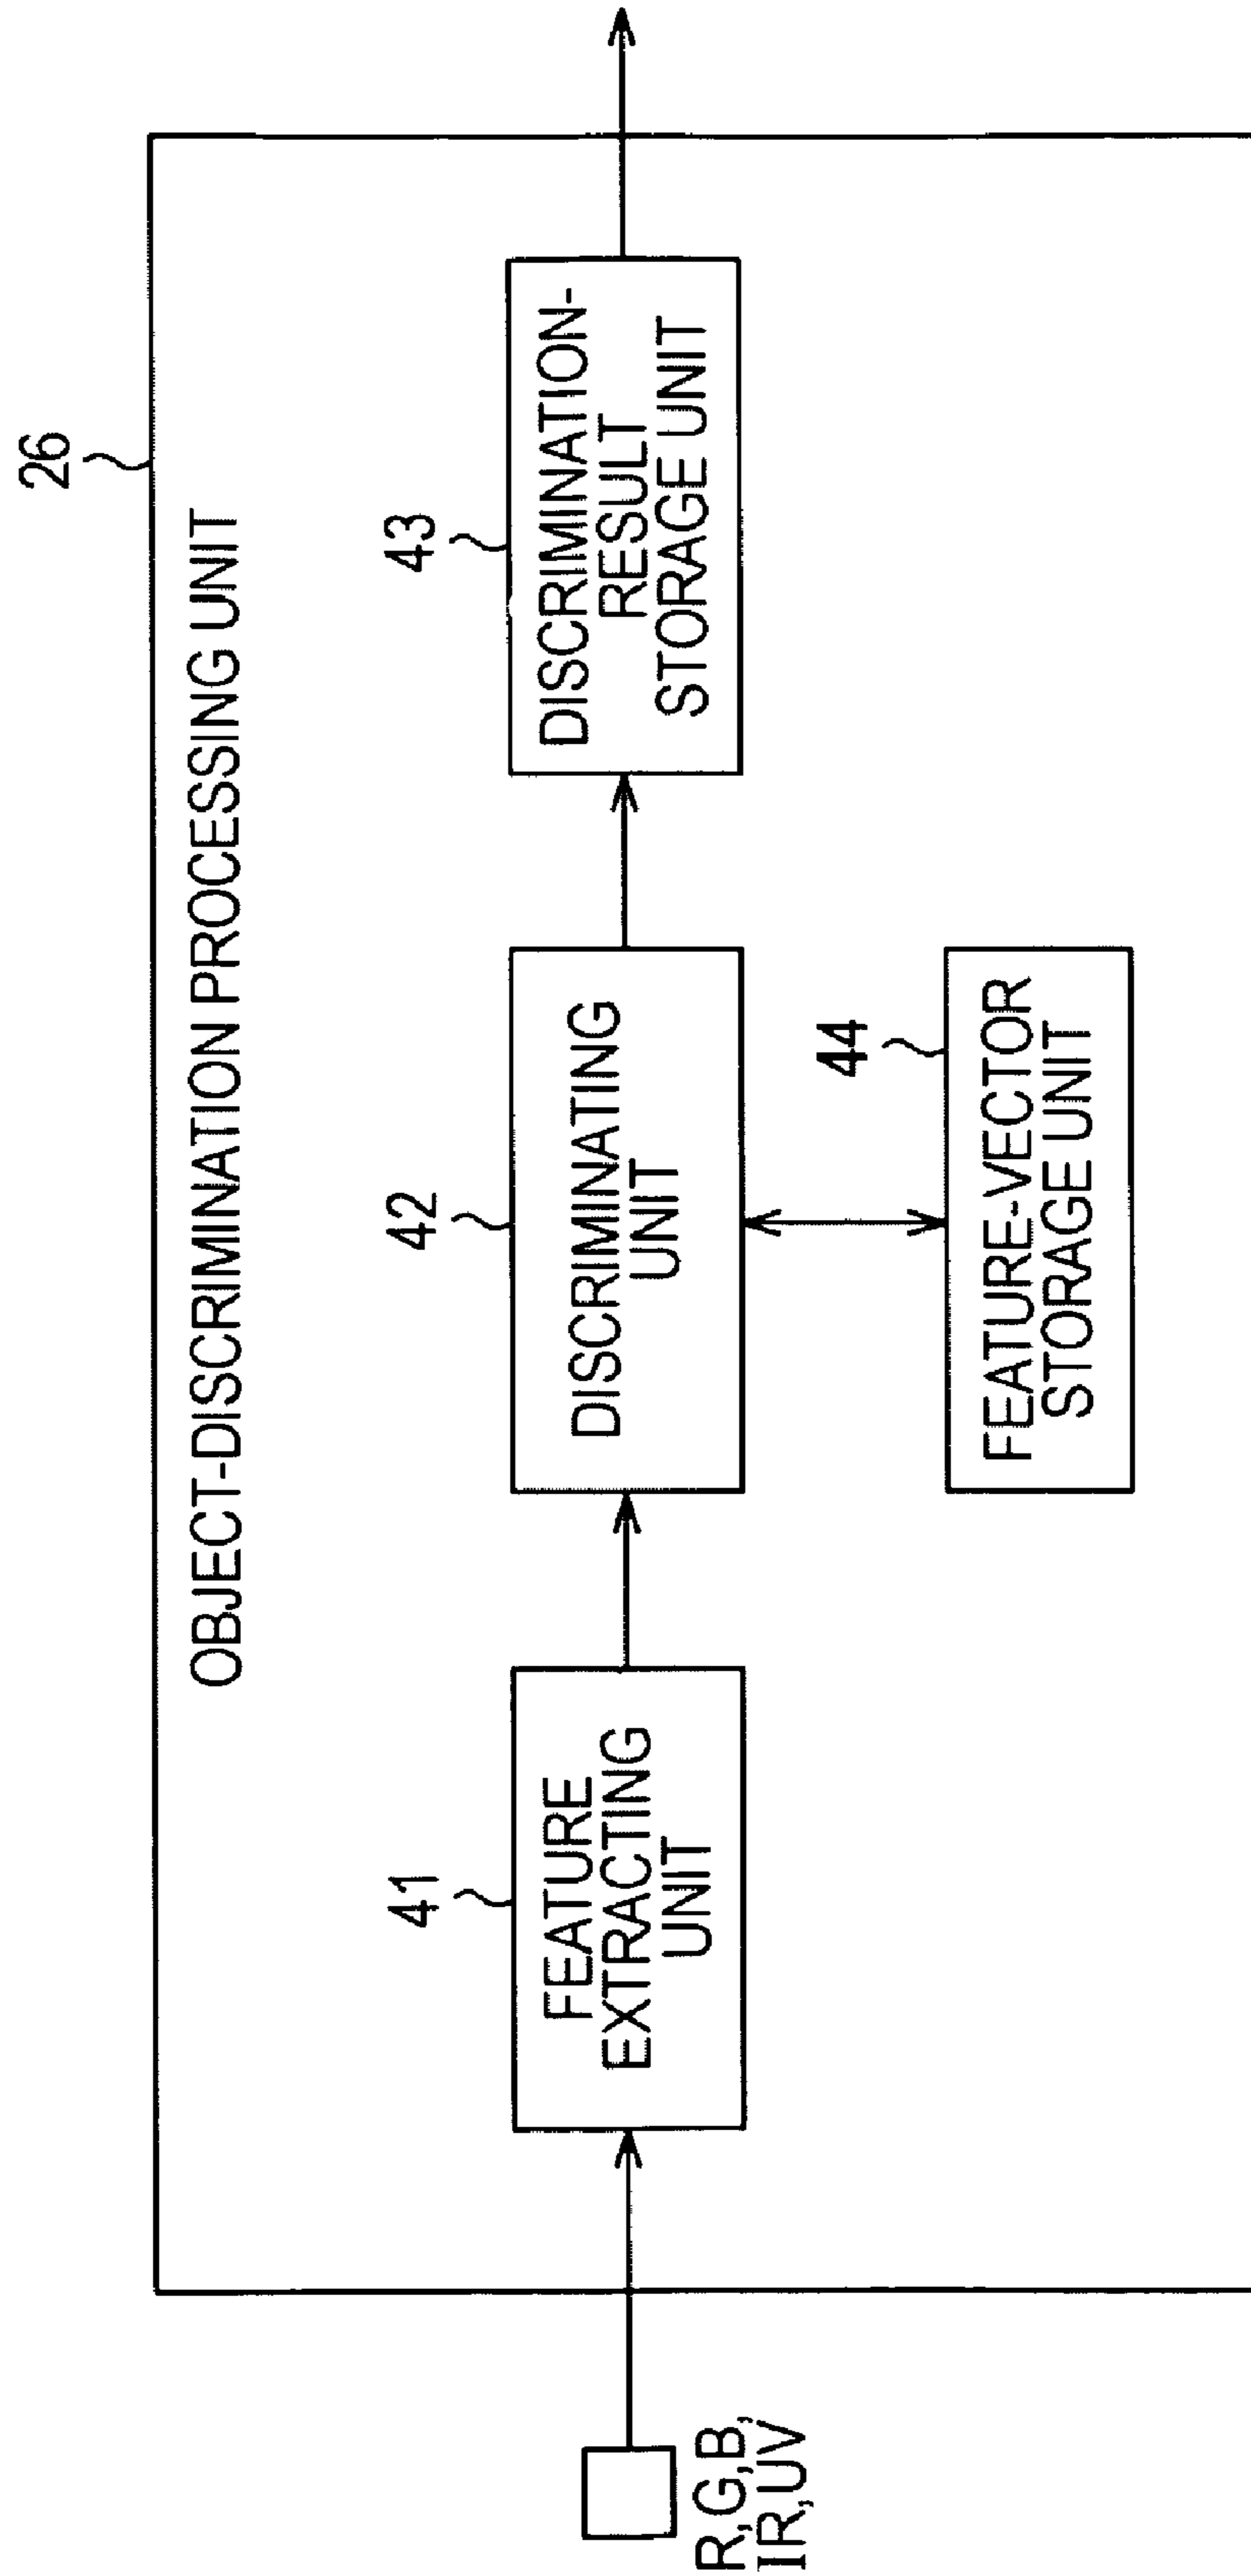 26
OBJECT-DISCRIMINATION PROCESSING UNIT
41
FEATURE
EXTRACTING
UNIT
42
DISCRIMINATING
UNIT
43
DISCRIMINATION-
RESULT
STORAGE UNIT
44
FEATURE-VECTOR
STORAGE UNIT
R,G,B,
IR,UV